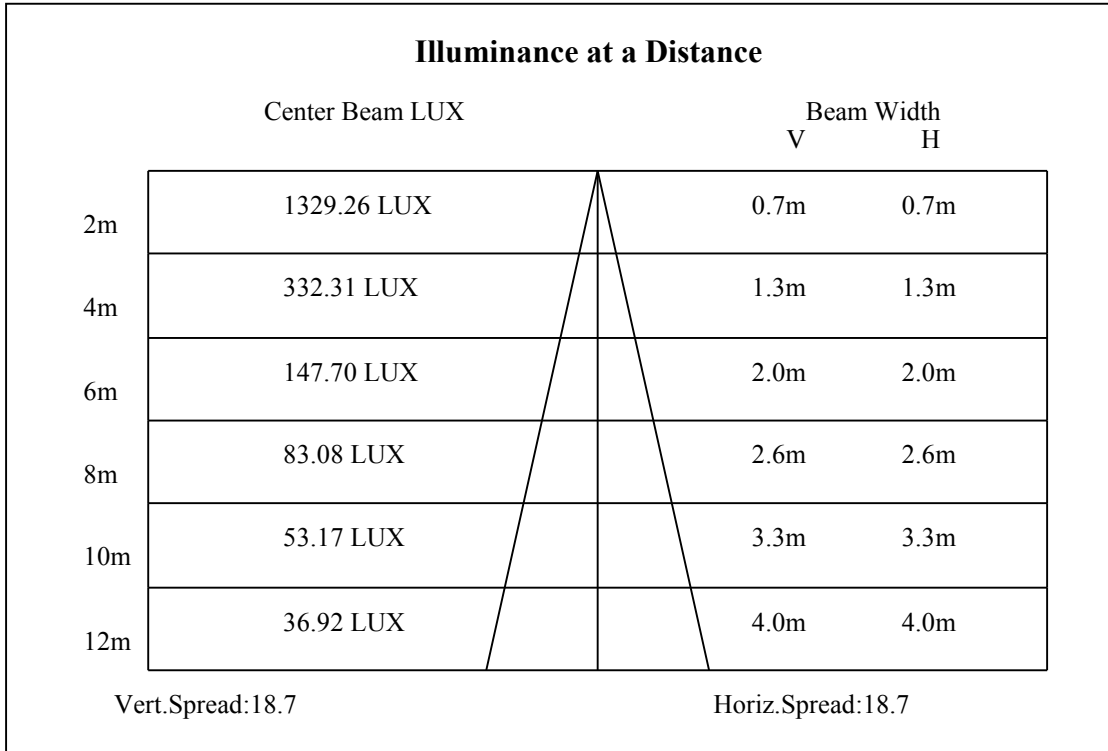 Illuminance at a Distance
Center Beam LUX Beam Width
V H
2m 1329.26 LUX 0.7m 0.7m
4m 332.31 LUX 1.3m 1.3m
6m 147.70 LUX 2.0m 2.0m
8m 83.08 LUX 2.6m 2.6m
10m 53.17 LUX 3.3m 3.3m
12m 36.92 LUX 4.0m 4.0m
Vert.Spread:18.7 Horiz.Spread:18.7